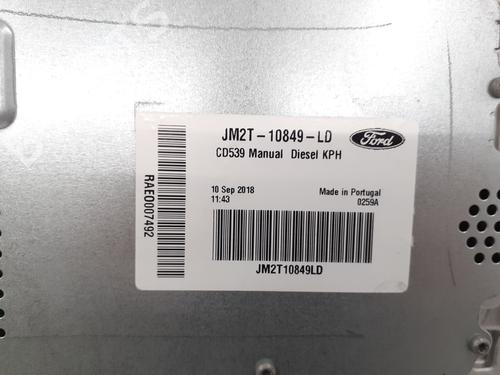 JM2T-10849-LD
Ford
CD539 Manual Diesel KPH
10 Sep 2018
Made in Portugal
11:43
0259A
JM2T10849LD
RAE0007492